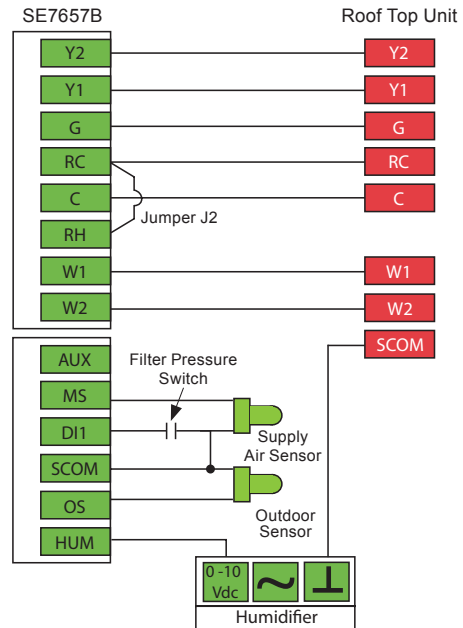 SE7657B
Roof Top Unit
Y2
Y2
Y1
Y1
G
G
RC
RC
C
C
Jumper J2
RH
W1
W1
W2
W2
SCOM
AUX
Filter Pressure
Switch
MS
DI1
Supply
Air Sensor
SCOM
OS
Outdoor
Sensor
HUM
0 -10
Vdc
Humidifier